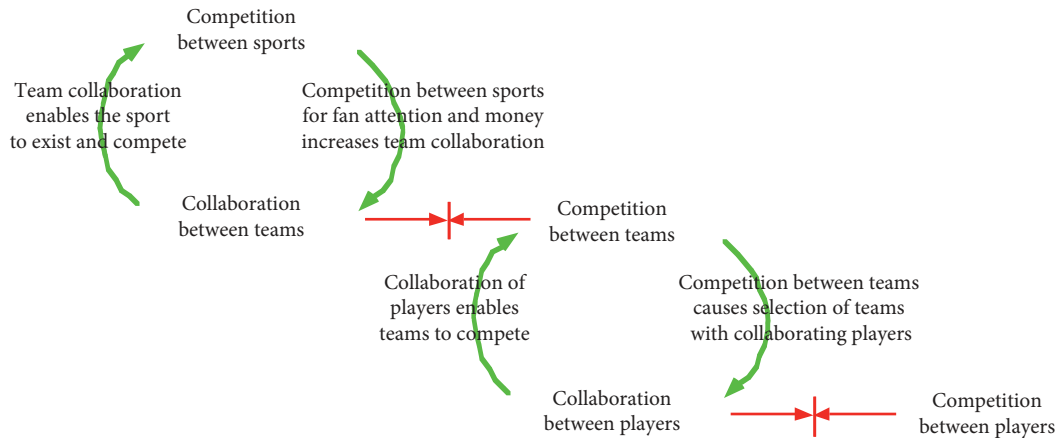 Competition
between sports
Team collaboration
enables the sport
to exist and compete
Competition between sports
for fan attention and money
increases team collaboration
Collaboration
between teams
Competition
between teams
Collaboration of
players enables
teams to compete
Competition between teams
causes selection of teams
with collaborating players
Collaboration
between players
Competition
between players